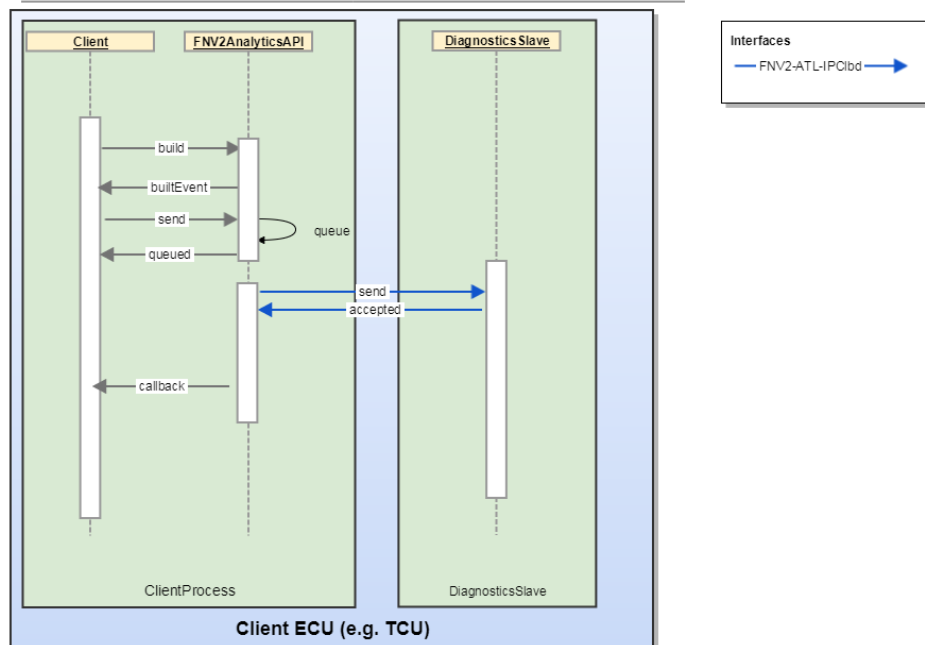 Client
FNV2AnalyticsAPI
DiagnosticsSlave
Interfaces
FNV2-ATL-IPClbd
build
builtEvent
send
queue
queued
send
accepted
callback
ClientProcess
DiagnosticsSlave
Client ECU (e.g. TCU)